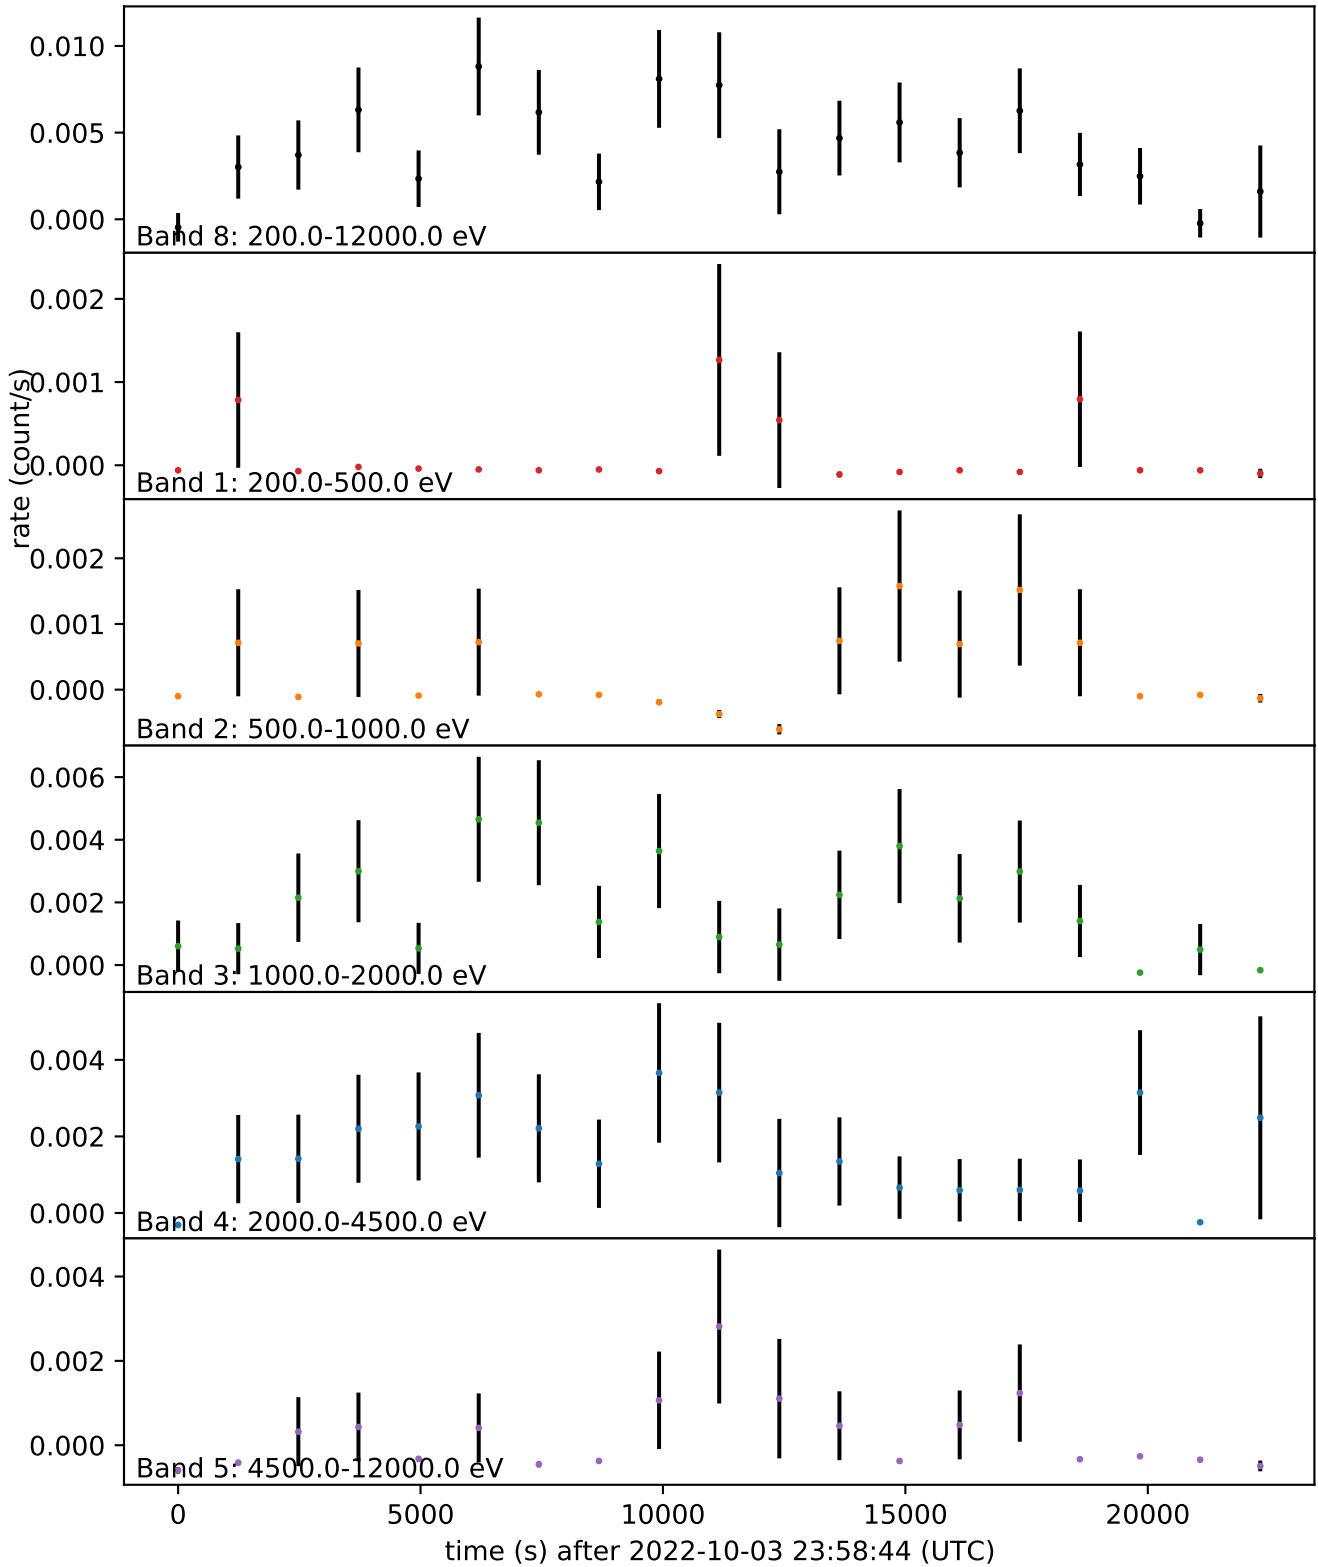 0.010
0.005
0.000
Band 8: 200.0-12000.0 eV
0.002
0.001
0.000
Band 1: 200.0-500.0 eV
rate (count/s)
0.002
0.001
0.000
Band 2: 500.0-1000.0 eV
0.006
0.004
0.002
0.000
Band 3: 1000.0-2000.0 eV
0.004
0.002
0.000
Band 4: 2000.0-4500.0 eV
0.004
0.002
0.000
Band 5: 4500.0-12000.0 eV
0 5000 10000 15000 20000
time (s) after 2022-10-03 23:58:44 (UTC)